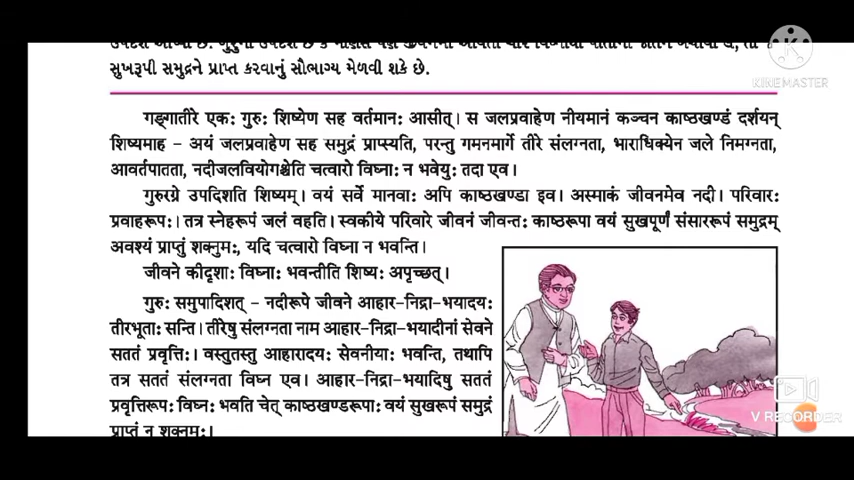 સુખરૂપી સમુદ્રને પ્રાપ્ત કરવાનું સૌભાગ્ય મેળવી શકે છે.
KINEMASTER
गङ्गातीरे एक: गुरु: शिष्येण सह वर्तमान: आसीत्। स जलप्रवाहेण नीयमानं कञ्चन काष्ठखण्डं दर्शयन्
शिष्यमाह - अयं जलप्रवाहेण सह समुद्रं प्राप्स्यति, परन्तु गमनमार्गे तीरे संलग्नता, भाराधिक्येन जले निमग्नता,
आवर्तपातता, नदीजलवियोगश्चेति चत्वारो विघ्ना: न भवेयु: तदा एव।
गुरुरग्रे उपदिशति शिष्यम्। वयं सर्वे मानवा: अपि काष्ठखण्डा इव। अस्माकं जीवनमेव नदी। परिवार:
प्रवाहरूप:। तत्र स्नेहरूपं जलं वहति। स्वकीये परिवारे जीवनं जीवन्त: काष्ठरूपा वयं सुखपूर्णं संसाररूपं समुद्रम्
अवश्यं प्राप्तुं शक्नुम:, यदि चत्वारो विघ्ना न भवन्ति।
जीवने कीदृशा: विघ्ना: भवन्तीति शिष्य: अपृच्छत्।
गुरु: समुपादिशत् - नदीरूपे जीवने आहार-निद्रा-भयादय:
तीरभूता: सन्ति। तीरेषु संलग्नता नाम आहार-निद्रा-भयादीनां सेवने
सततं प्रवृत्ति:। वस्तुतस्तु आहारादय: सेवनीया: भवन्ति, तथापि
तत्र सततं संलग्नता विघ्न एव। आहार-निद्रा-भयादिषु सततं
प्रवृत्तिरूप: विघ्न: भवति चेत् काष्ठखण्डरूपा: वयं सुखरूपं समुद्रं
प्राप्तुं न शक्नुम:।
V RECORDER